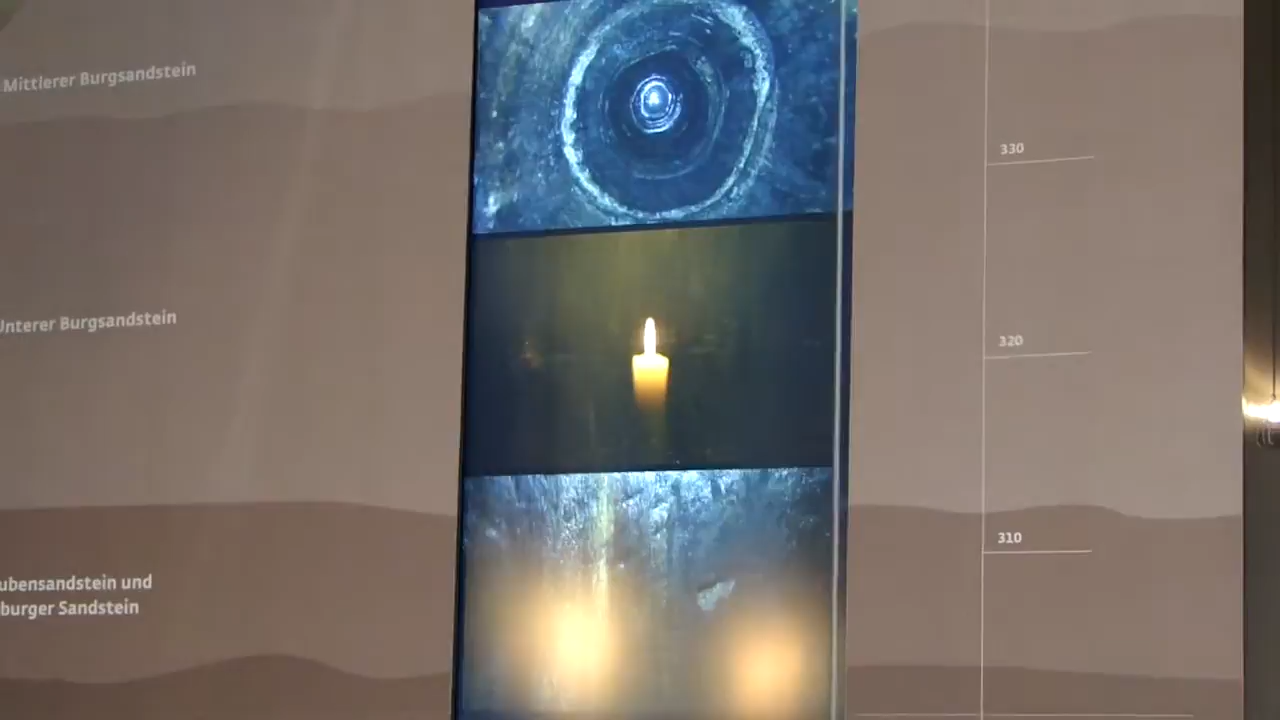 Mittlerer Burgsandstein
330
Unterer Burgsandstein
320
310
ubensandstein und
burger Sandstein